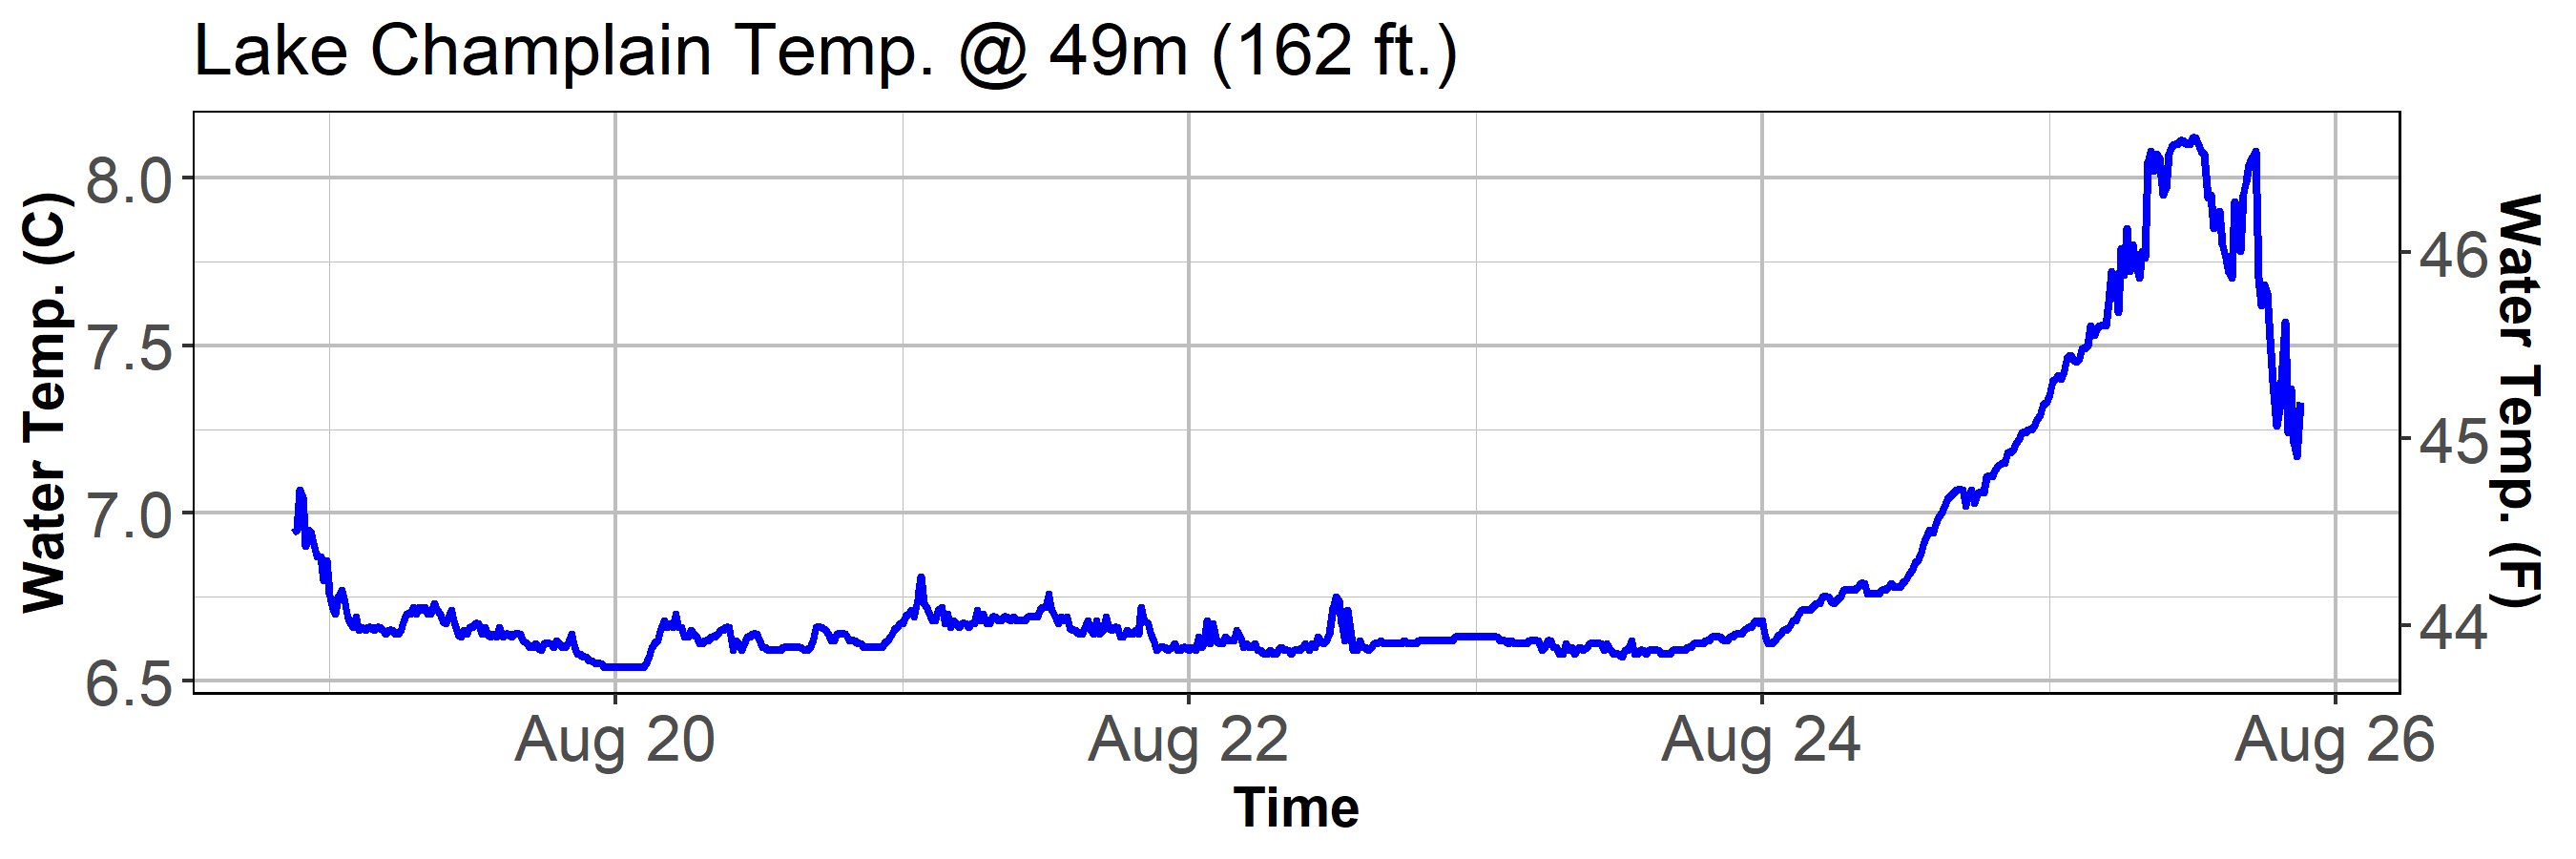 Lake Champlain Temp. @ 49m (162 ft.)
Water Temp. (C)
8.0
7.5
7.0
6.5
46
45
44
Water Temp. (F)
Aug 20 Aug 22 Aug 24 Aug 26
Time